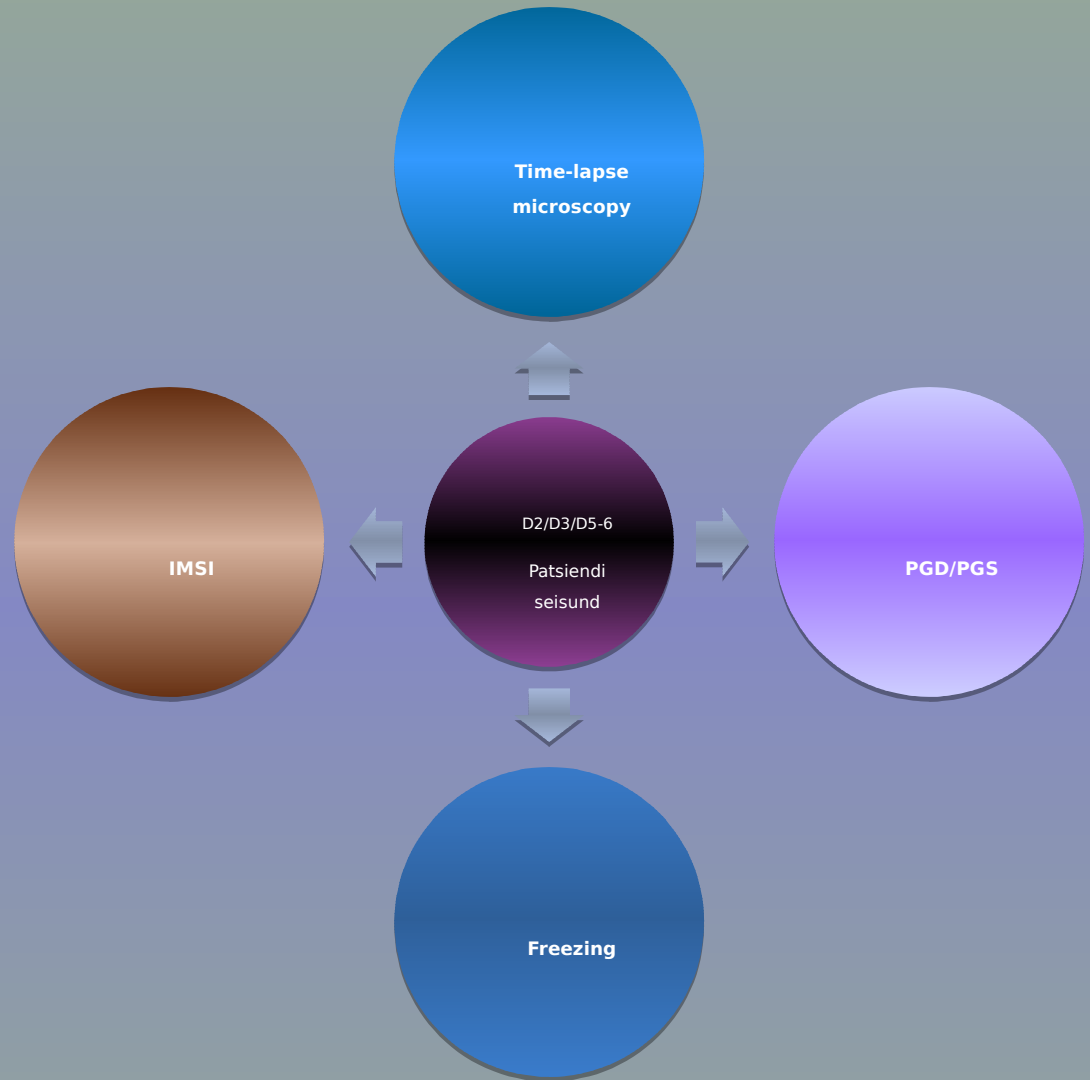 Time-lapse
microscopy
IMSI
D2/D3/D5-6
Patsiendi
seisund
PGD/PGS
Freezing